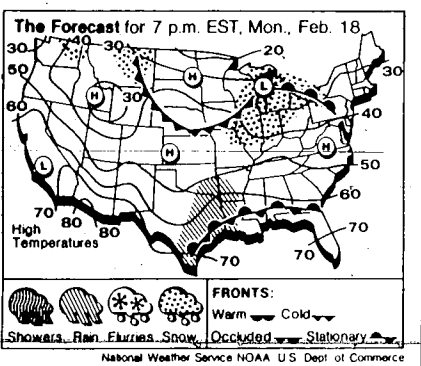 The Forecast for 7 p.m. EST, Mon., Feb. 18
30 40 30 20
50
30
60
30
40
50
60
70
80
80
70
70
70
70
H
H
L
H
H
L
High
Temperatures
Showers Rain Flurries Snow
FRONTS:
Warm Cold
Occluded Stationary
National Weather Service NOAA U S Dept of Commerce